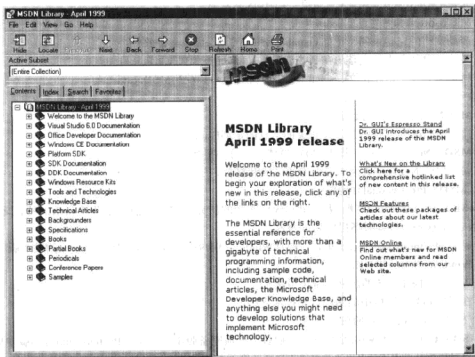 MSDN Library - April 1999
File Edit View Go Help
Hide Locate Previous Next Back Forward Stop Refresh Home Print
Active Subset
(Entire Collection)
Contents Index Search Favorites
MSDN Library - April 1999
Welcome to the MSDN Library
Visual Studio 6.0 Documentation
Office Developer Documentation
Windows CE Documentation
Platform SDK
SDK Documentation
DDK Documentation
Windows Resource Kits
Tools and Technologies
Knowledge Base
Technical Articles
Backgrounders
Specifications
Books
Partial Books
Periodicals
Conference Papers
Samples
msdn
MSDN Library
April 1999 release
Welcome to the April 1999
release of the MSDN Library. To
begin your exploration of what's
new in this release, click any of
the links on the right.
The MSDN Library is the
essential reference for
developers, with more than a
gigabyte of technical
programming information,
including sample code,
documentation, technical
articles, the Microsoft
Developer Knowledge Base, and
anything else you might need
to develop solutions that
implement Microsoft
technology.
Dr. GUI's Espresso Stand
Dr. GUI introduces the April
1999 release of the MSDN
Library.
What's New on the Library
Click here for a
comprehensive hotlinked list
of new content in this release.
MSDN Features
Check out these packages of
articles about our latest
technologies.
MSDN Online
Find out what's new for MSDN
Online members and read
selected columns from our
Web site.